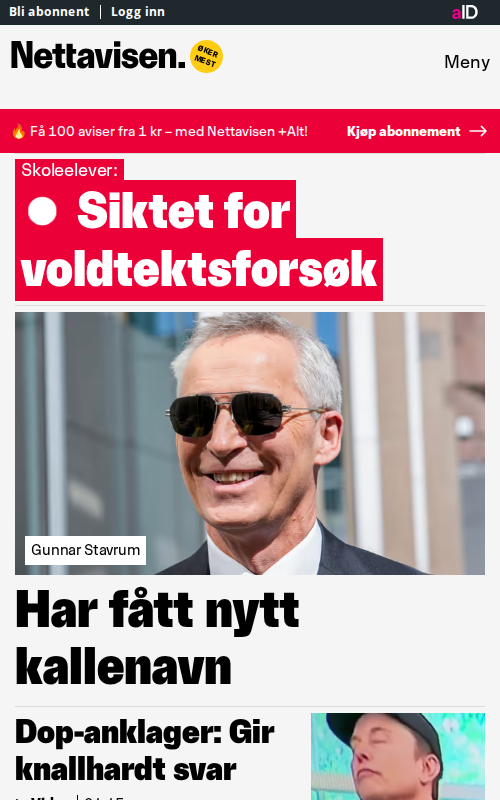 Bli abonnent | Logg inn
aID
Nettavisen.
ØKER
MEST
Meny
🔥 Få 100 aviser fra 1 kr – med Nettavisen +Alt!
Kjøp abonnement →
Skoleelever:
Siktet for
voldtektsforsøk
Gunnar Stavrum
Har fått nytt
kallenavn
Dop-anklager: Gir
knallhardt svar